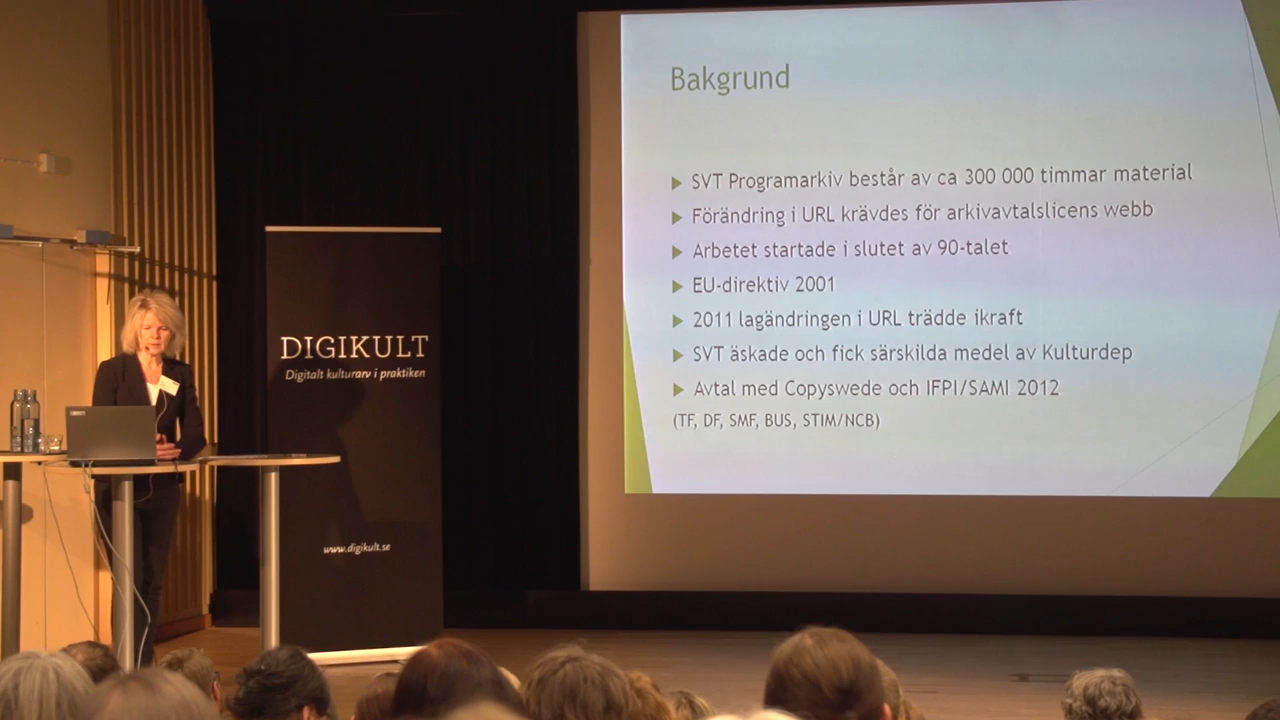 Bakgrund
SVT Programarkiv består av ca 300 000 timmar material
Förändring i URL krävdes för arkivavtalslicens webb
Arbetet startade i slutet av 90-talet
EU-direktiv 2001
2011 lagändringen i URL trädde ikraft
SVT äskade och fick särskilda medel av Kulturdep
Avtal med Copyswede och IFPI/SAMI 2012
(TF, DF, SMF, BUS, STIM/NCB)
DIGIKULT
Digitalt kulturarv i praktiken
www.digikult.se